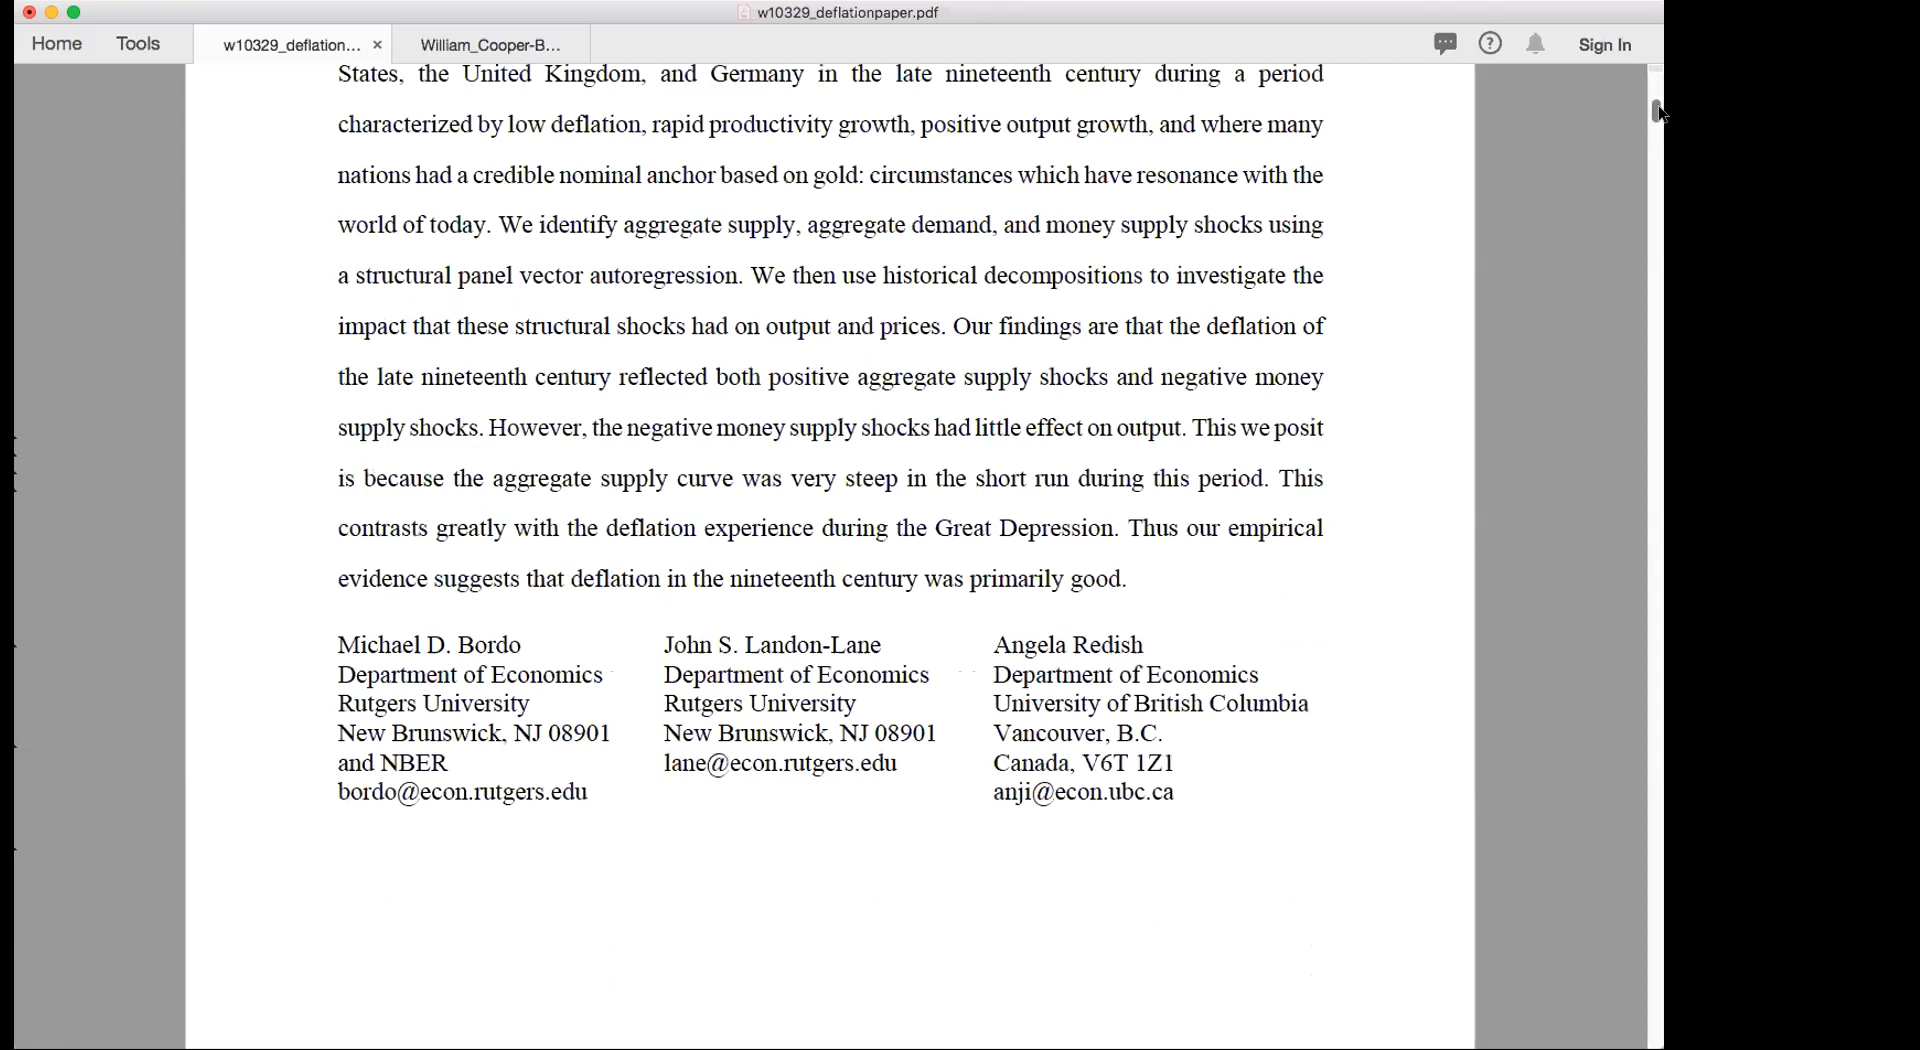 w10329_deflationpaper.pdf
Home Tools w10329_deflation... × William_Cooper-B... ? Sign In
States, the United Kingdom, and Germany in the late nineteenth century during a period
characterized by low deflation, rapid productivity growth, positive output growth, and where many
nations had a credible nominal anchor based on gold: circumstances which have resonance with the
world of today. We identify aggregate supply, aggregate demand, and money supply shocks using
a structural panel vector autoregression. We then use historical decompositions to investigate the
impact that these structural shocks had on output and prices. Our findings are that the deflation of
the late nineteenth century reflected both positive aggregate supply shocks and negative money
supply shocks. However, the negative money supply shocks had little effect on output. This we posit
is because the aggregate supply curve was very steep in the short run during this period. This
contrasts greatly with the deflation experience during the Great Depression. Thus our empirical
evidence suggests that deflation in the nineteenth century was primarily good.
Michael D. Bordo
Department of Economics
Rutgers University
New Brunswick, NJ 08901
and NBER
bordo@econ.rutgers.edu
John S. Landon-Lane
Department of Economics
Rutgers University
New Brunswick, NJ 08901
lane@econ.rutgers.edu
Angela Redish
Department of Economics
University of British Columbia
Vancouver, B.C.
Canada, V6T 1Z1
anji@econ.ubc.ca